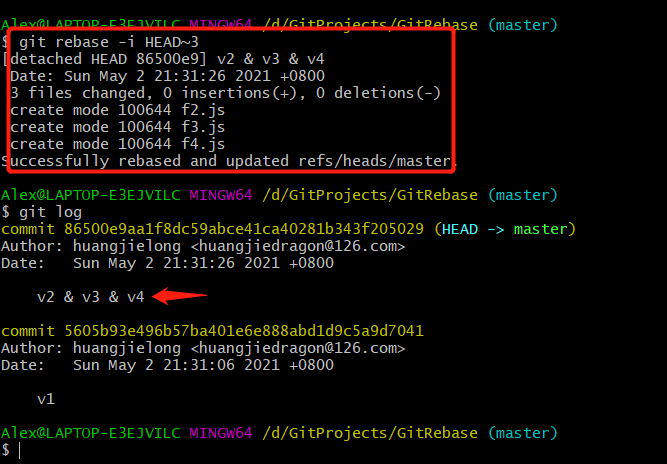 Alex@LAPTOP-E3EJVILC MINGW64 /d/GitProjects/GitRebase (master)
$ git rebase -i HEAD~3
[detached HEAD 86500e9] v2 & v3 & v4
Date: Sun May 2 21:31:26 2021 +0800
3 files changed, 0 insertions(+), 0 deletions(-)
create mode 100644 f2.js
create mode 100644 f3.js
create mode 100644 f4.js
Successfully rebased and updated refs/heads/master.
Alex@LAPTOP-E3EJVILC MINGW64 /d/GitProjects/GitRebase (master)
$ git log
commit 86500e9aa1f8dc59abce41ca40281b343f205029 (HEAD -> master)
Author: huangjielong <huangjiedragon@126.com>
Date:   Sun May 2 21:31:26 2021 +0800
v2 & v3 & v4
commit 5605b93e496b57ba401e6e888abd1d9c5a9d7041
Author: huangjielong <huangjiedragon@126.com>
Date:   Sun May 2 21:31:06 2021 +0800
v1
Alex@LAPTOP-E3EJVILC MINGW64 /d/GitProjects/GitRebase (master)
$